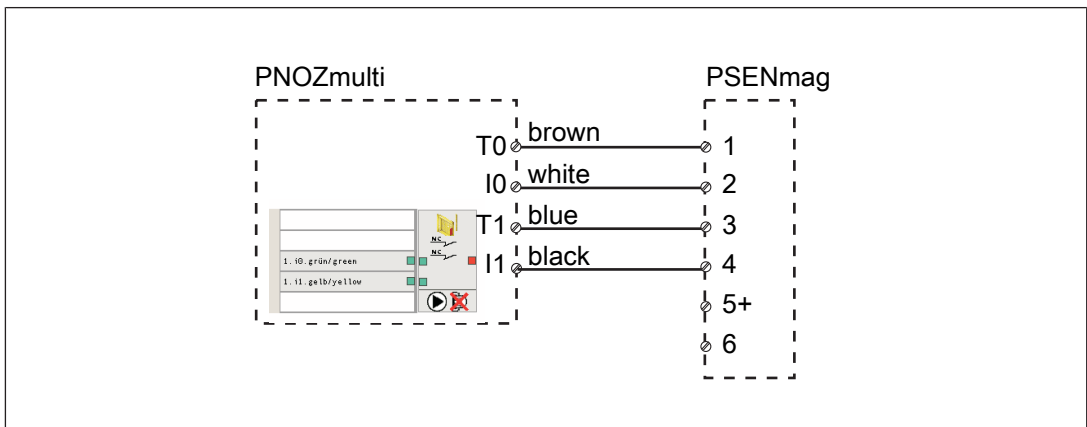 PNOZmulti
PSENmag
T0 brown 1
I0 white 2
T1 blue 3
I1 black 4
5+
6
NC
NC
1.i0.grün/green
1.i1.gelb/yellow